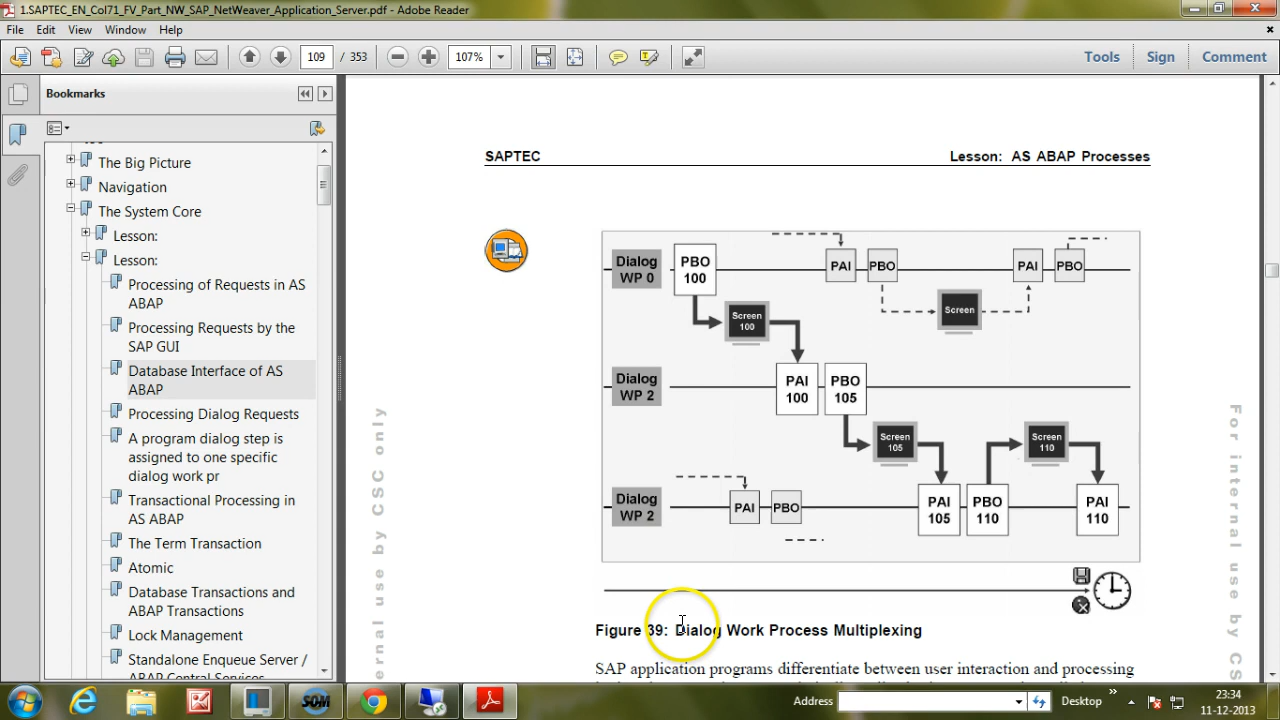 1.SAPTEC_EN_Col71_FV_Part_NW_SAP_NetWeaver_Application_Server.pdf - Adobe Reader
File Edit View Window Help
109 / 353
107%
Tools Sign Comment
Bookmarks
The Big Picture
Navigation
The System Core
Lesson:
Lesson:
Processing of Requests in AS
ABAP
Processing Requests by the
SAP GUI
Database Interface of AS
ABAP
Processing Dialog Requests
A program dialog step is
assigned to one specific
dialog work pr
Transactional Processing in
AS ABAP
The Term Transaction
Atomic
Database Transactions and
ABAP Transactions
Lock Management
Standalone Enqueue Server /
ABAP Central Services
SAPTEC Lesson: AS ABAP Processes
Dialog
WP 0
PBO
100
PAI PBO PAI PBO
Screen
100
Screen
Dialog
WP 2
PAI
100
PBO
105
Screen
105
Screen
110
Dialog
WP 2
PAI PBO
PAI
105
PBO
110
PAI
110
Figure 39: Dialog Work Process Multiplexing
SAP application programs differentiate between user interaction and processing
ernal use by CSC only
For internal use by CS
SOM
Address
Desktop
23:34
11-12-2013